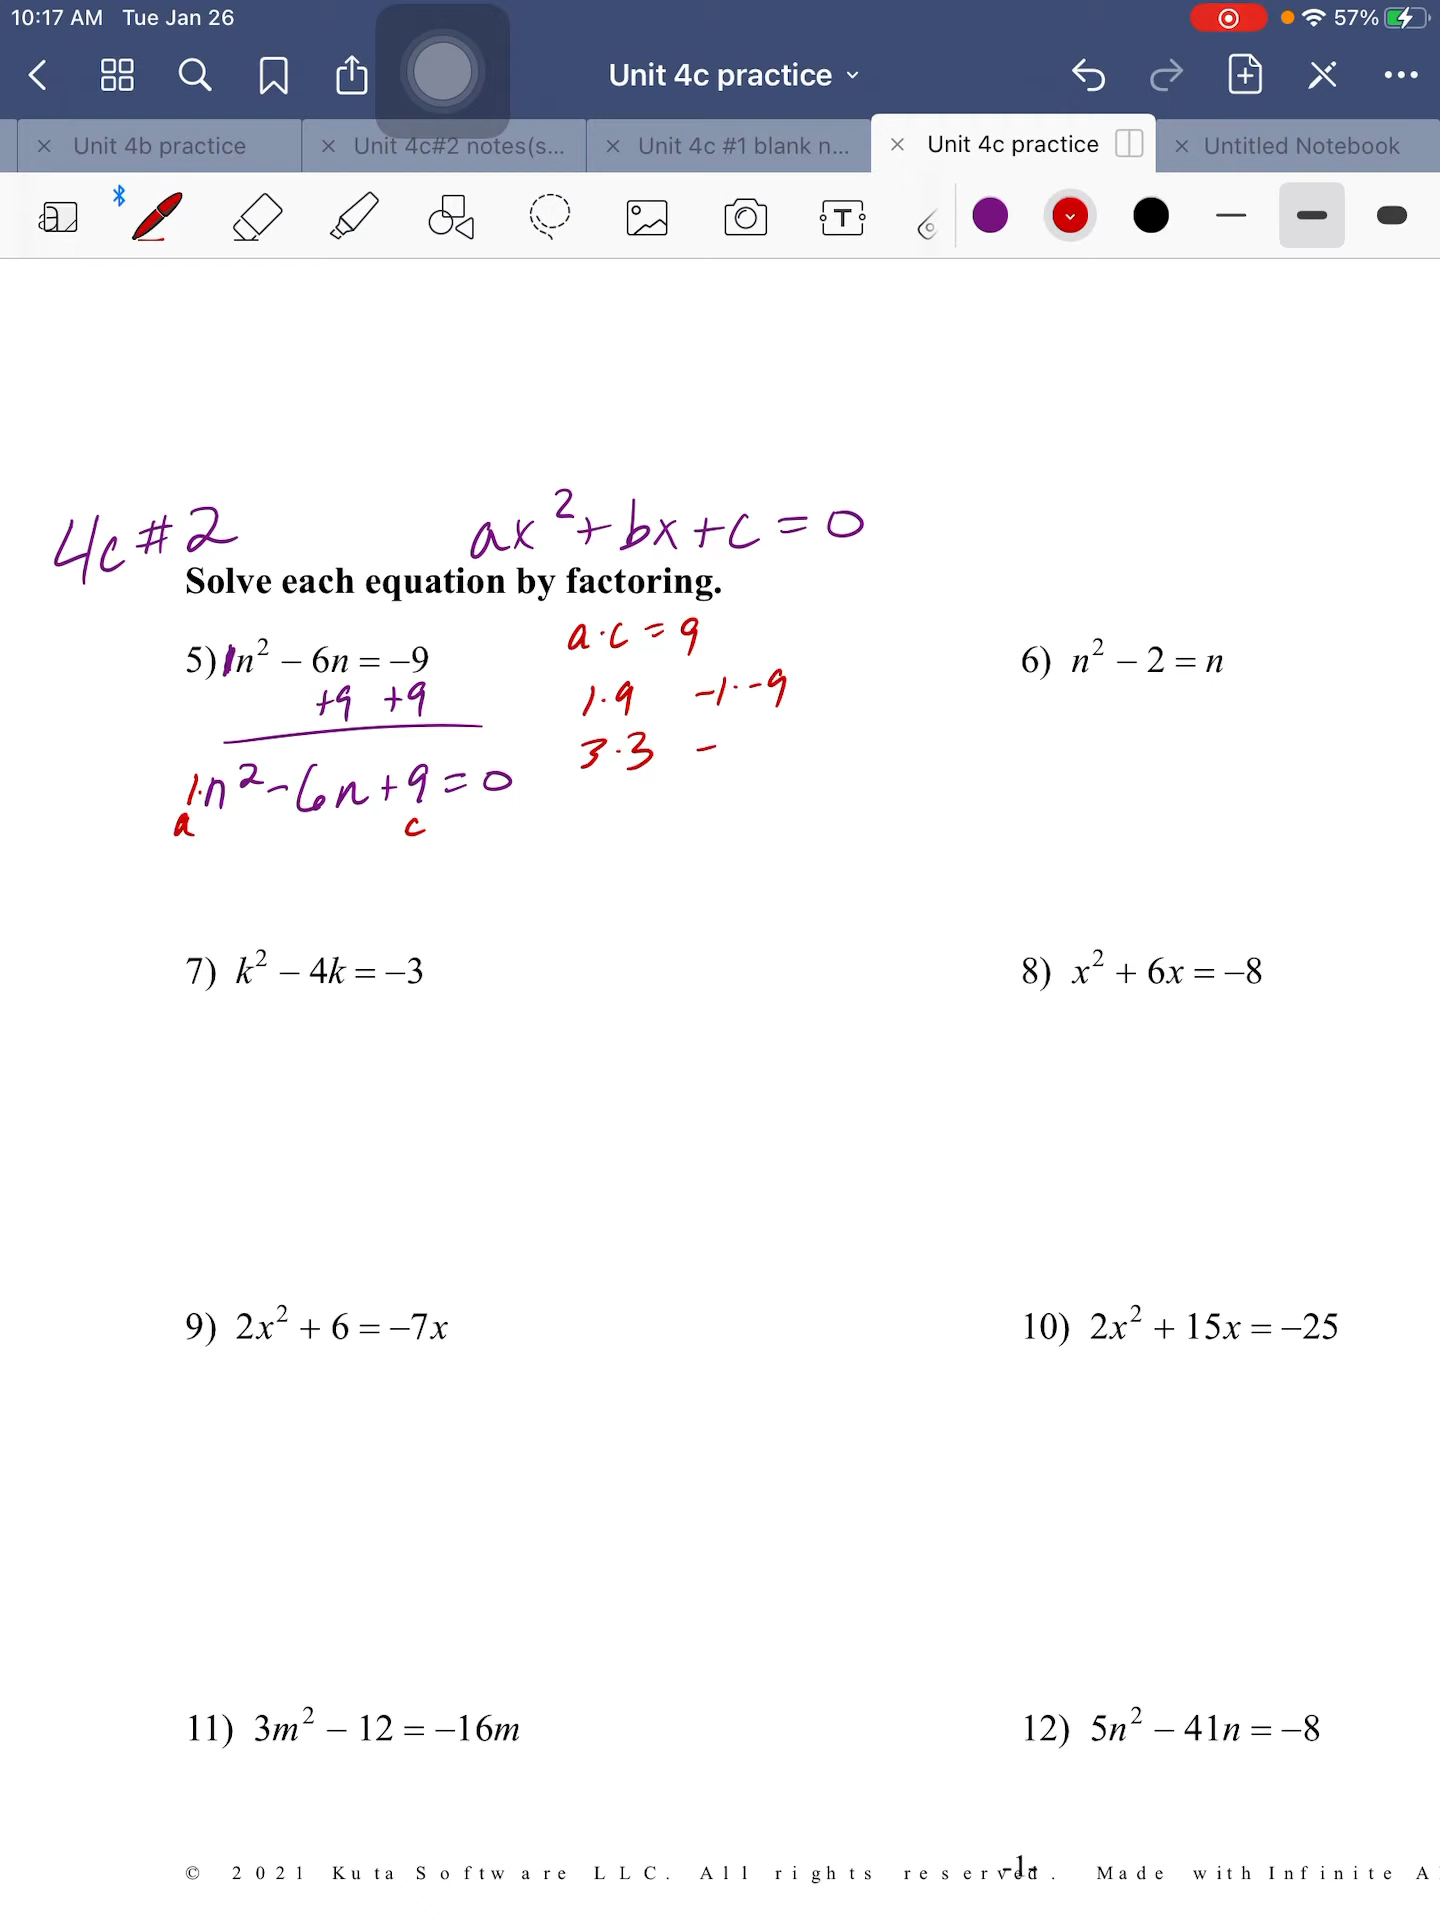 10:17 AM Tue Jan 26
57%
Unit 4c practice
Unit 4b practice
Unit 4c#2 notes(s...
Unit 4c #1 blank n...
Unit 4c practice
Untitled Notebook
4c #2
ax² + bx + c = 0
Solve each equation by factoring.
5) 1n² − 6n = −9
+9 +9
1·n² - 6n + 9 = 0
a c
a·c = 9
1·9 -1·-9
3·3 -
6) n² − 2 = n
7) k² − 4k = −3
8) x² + 6x = −8
9) 2x² + 6 = −7x
10) 2x² + 15x = −25
11) 3m² − 12 = −16m
12) 5n² − 41n = −8
© 2021 Kuta Software LLC. All rights reserved. Made with Infinite A
-1-